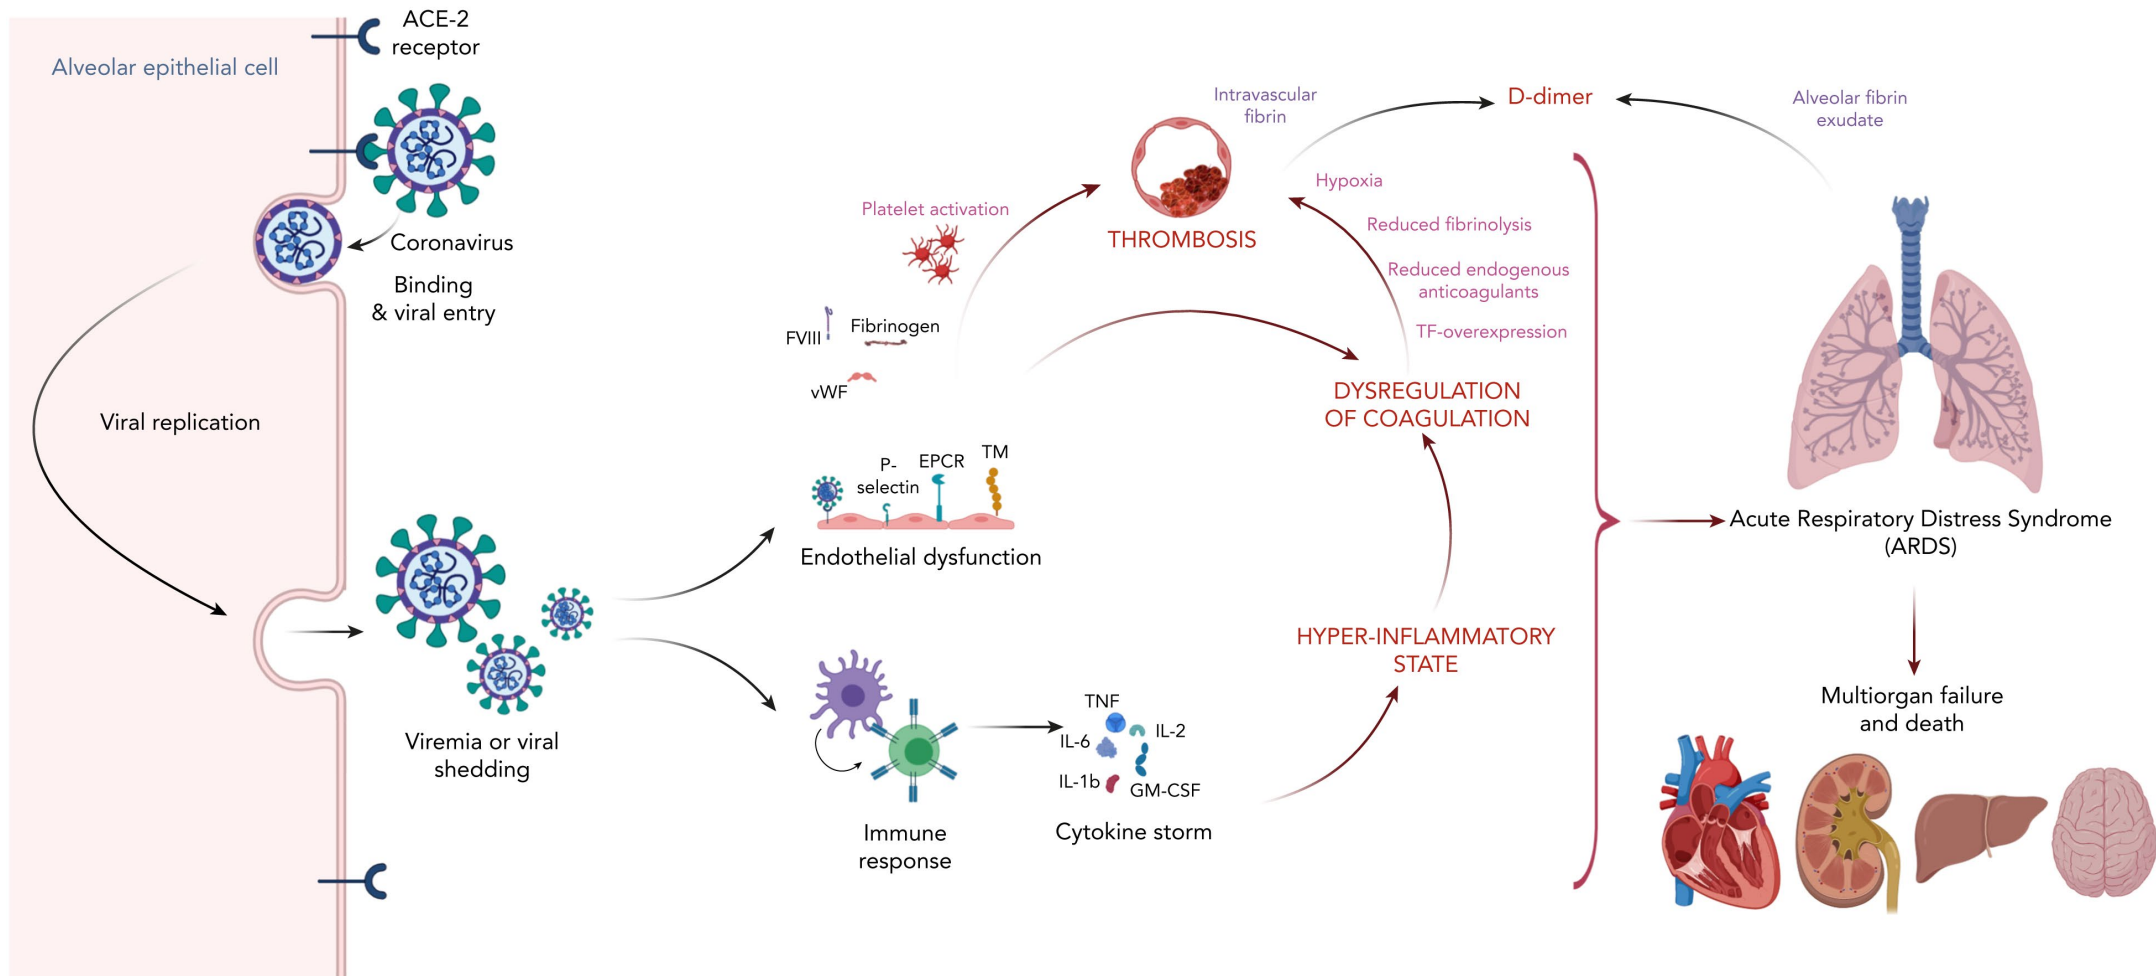 ACE-2
receptor
Alveolar epithelial cell
Coronavirus
Binding
& viral entry
Viral replication
Viremia or viral
shedding
Platelet activation
FVIII
Fibrinogen
vWF
P-
selectin
EPCR
TM
Endothelial dysfunction
Immune
response
TNF
IL-2
IL-6
IL-1b
GM-CSF
Cytokine storm
HYPER-INFLAMMATORY
STATE
DYSREGULATION
OF COAGULATION
TF-overexpression
Reduced endogenous
anticoagulants
Reduced fibrinolysis
Hypoxia
THROMBOSIS
Intravascular
fibrin
D-dimer
Alveolar fibrin
exudate
Acute Respiratory Distress Syndrome
(ARDS)
Multiorgan failure
and death